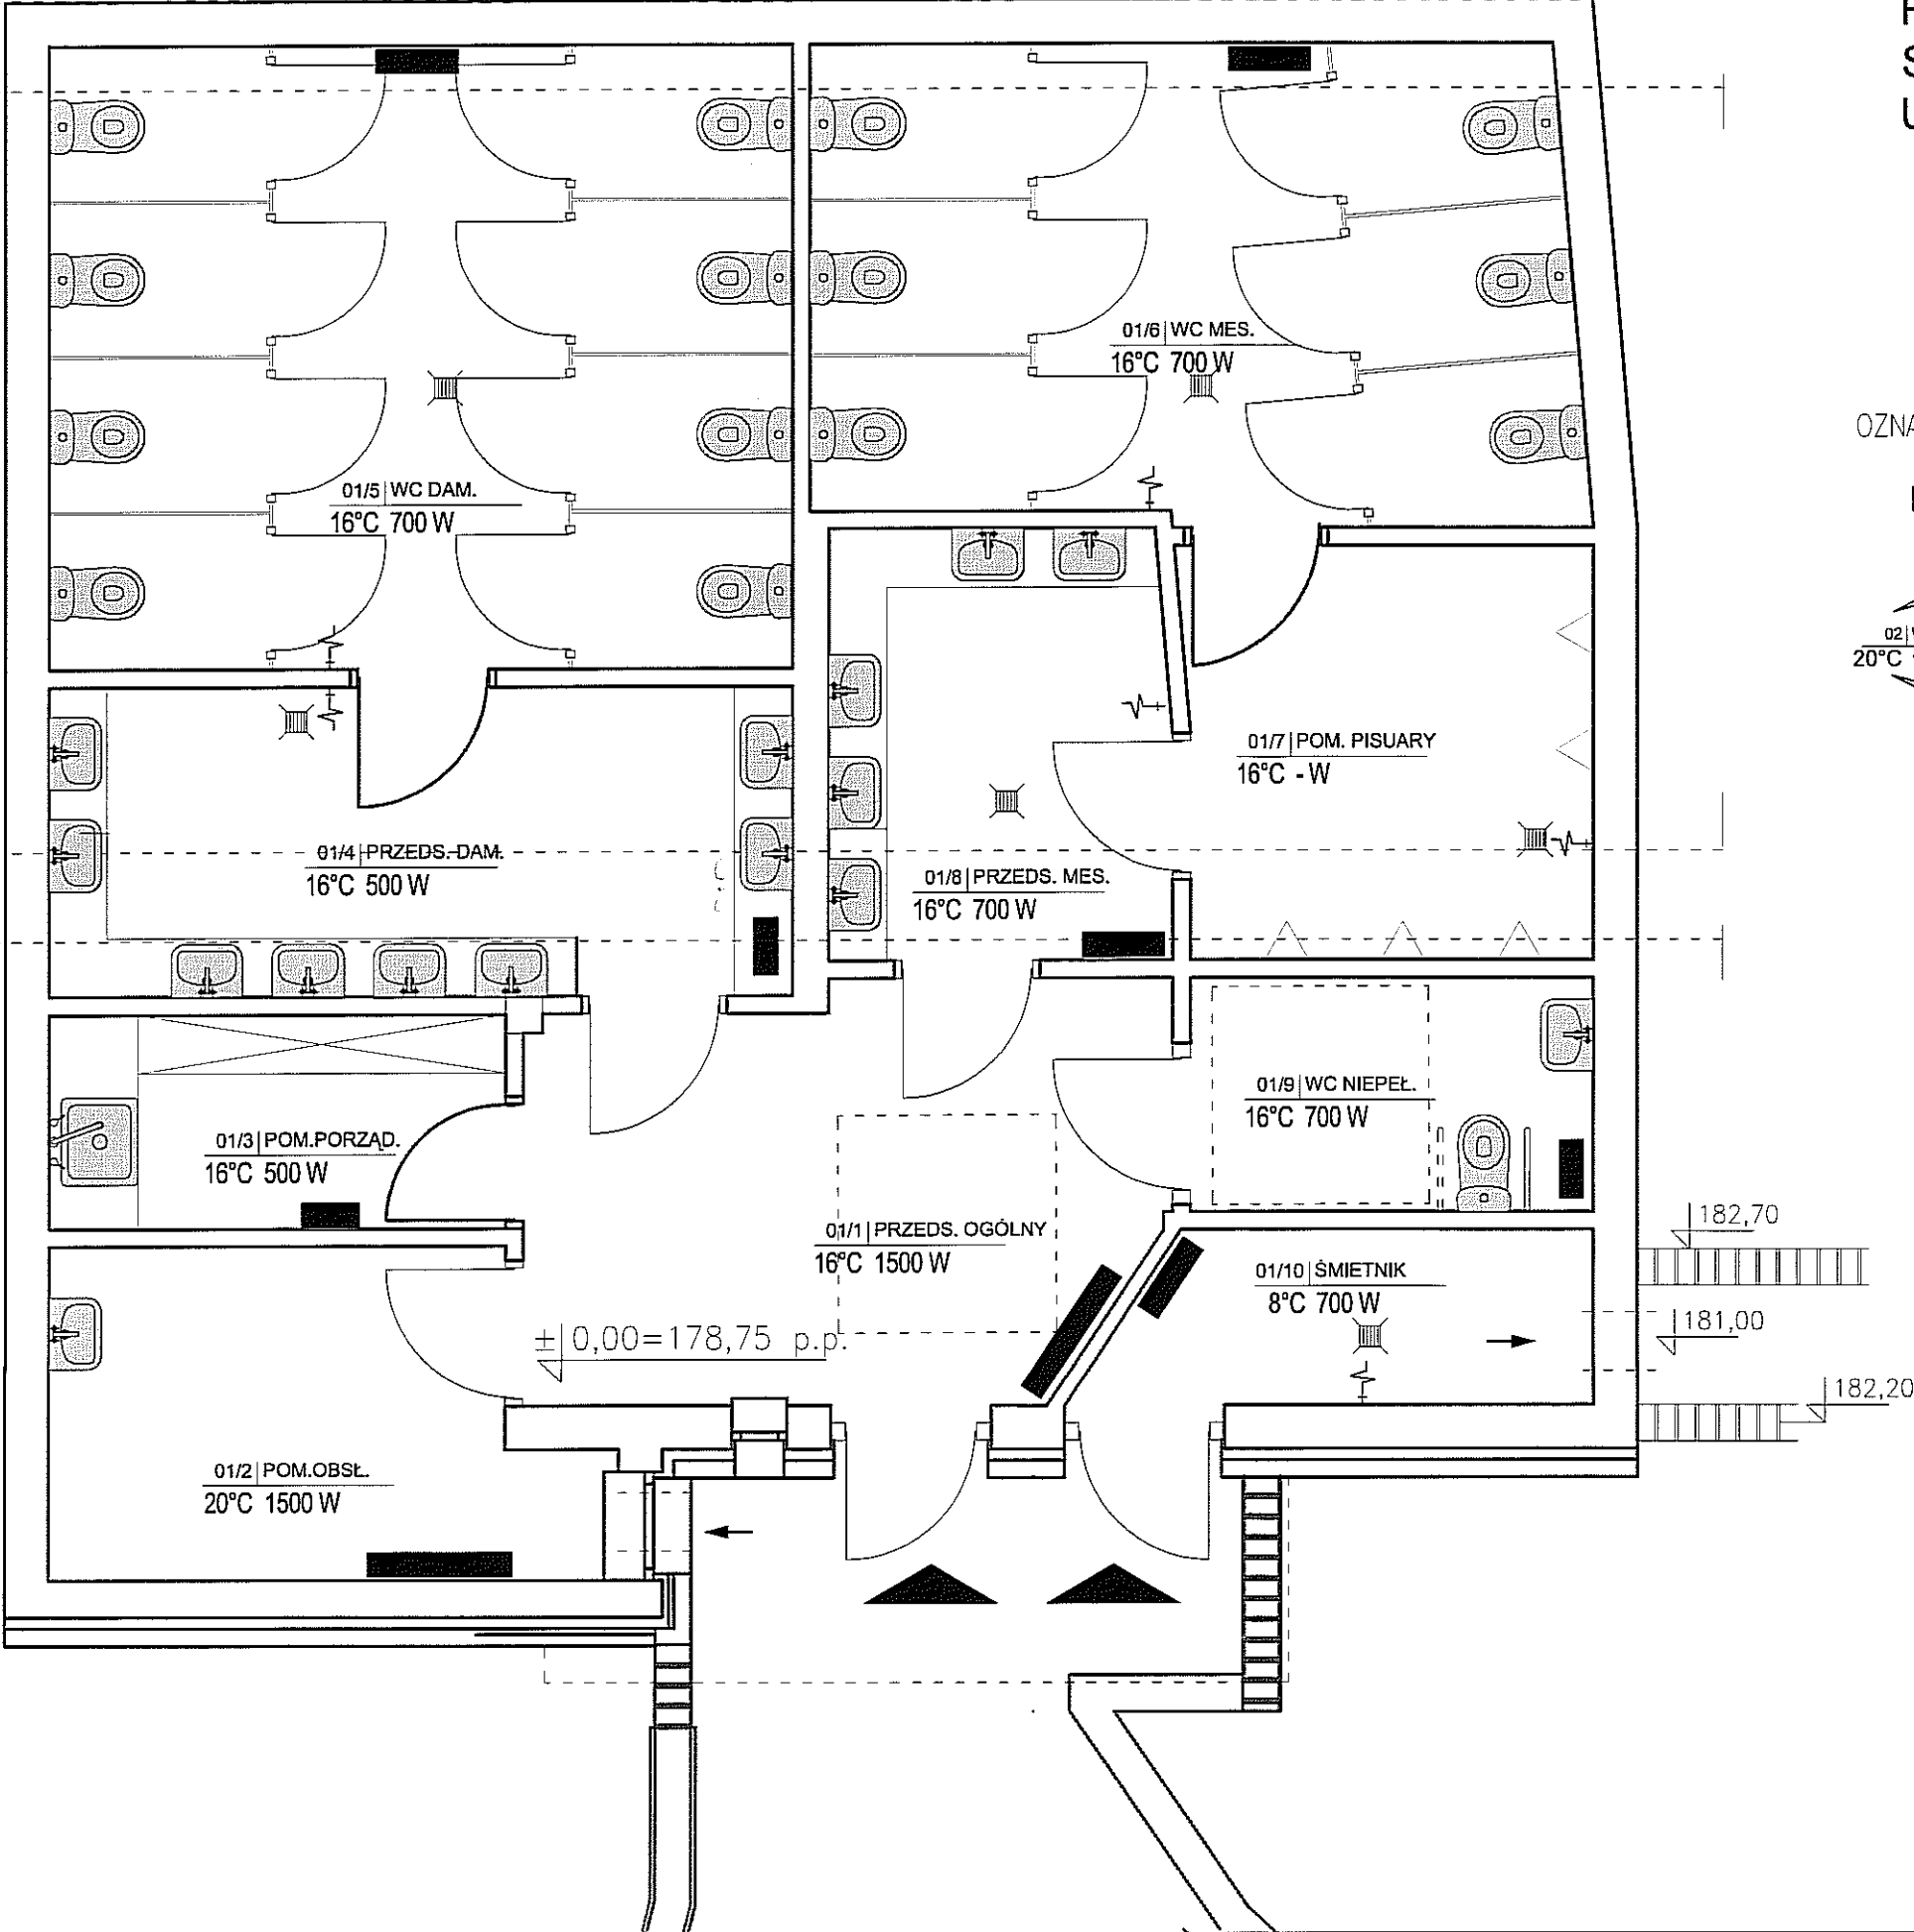 01/6 WC MES.
16°C 700 W
01/5 WC DAM.
16°C 700 W
OZNA
02
20°C
01/7 POM. PISUARY
16°C - W
01/4 PRZEDS. DAM.
16°C 500 W
01/8 PRZEDS. MES.
16°C 700 W
01/9 WC NIEPEŁ.
16°C 700 W
01/3 POM.PORZĄD.
16°C 500 W
01/1 PRZEDS. OGÓLNY
16°C 1500 W
182,70
01/10 ŚMIETNIK
8°C 700 W
181,00
± 0,00=178,75 p.p.
182,20
01/2 POM.OBSŁ.
20°C 1500 W